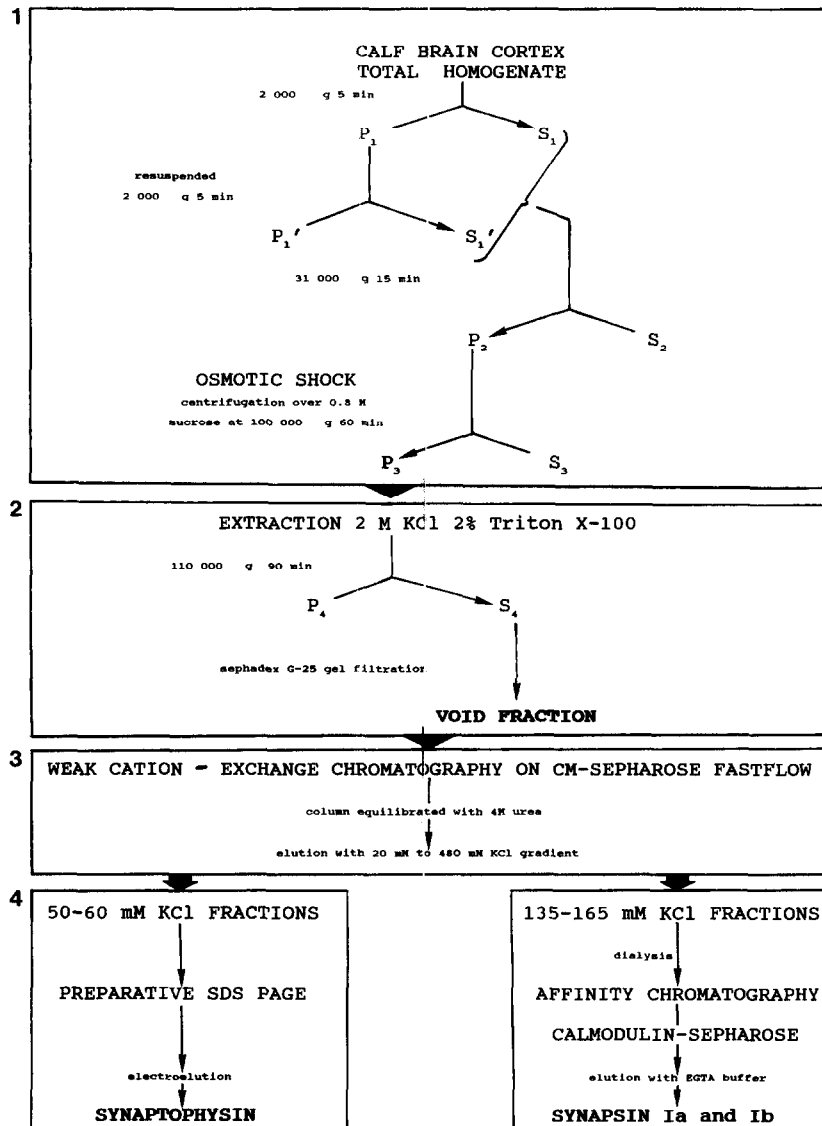 1
CALF BRAIN CORTEX
TOTAL HOMOGENATE
2 000 g 5 min
P₁ S₁
resuspended
2 000 g 5 min
P₁′ S₁′
31 000 g 15 min
P₂ S₂
OSMOTIC SHOCK
centrifugation over 0.8 M
sucrose at 100 000 g 60 min
P₃ S₃
2
EXTRACTION 2 M KCl 2% Triton X-100
110 000 g 90 min
P₄ S₄
sephadex G-25 gel filtration
VOID FRACTION
3
WEAK CATION - EXCHANGE CHROMATOGRAPHY ON CM-SEPHAROSE FASTFLOW
column equilibrated with 4M urea
elution with 20 mM to 480 mM KCl gradient
4
50-60 mM KCl FRACTIONS
PREPARATIVE SDS PAGE
electroelution
SYNAPTOPHYSIN
135-165 mM KCl FRACTIONS
dialysis
AFFINITY CHROMATOGRAPHY
CALMODULIN-SEPHAROSE
elution with EGTA buffer
SYNAPSIN Ia and Ib